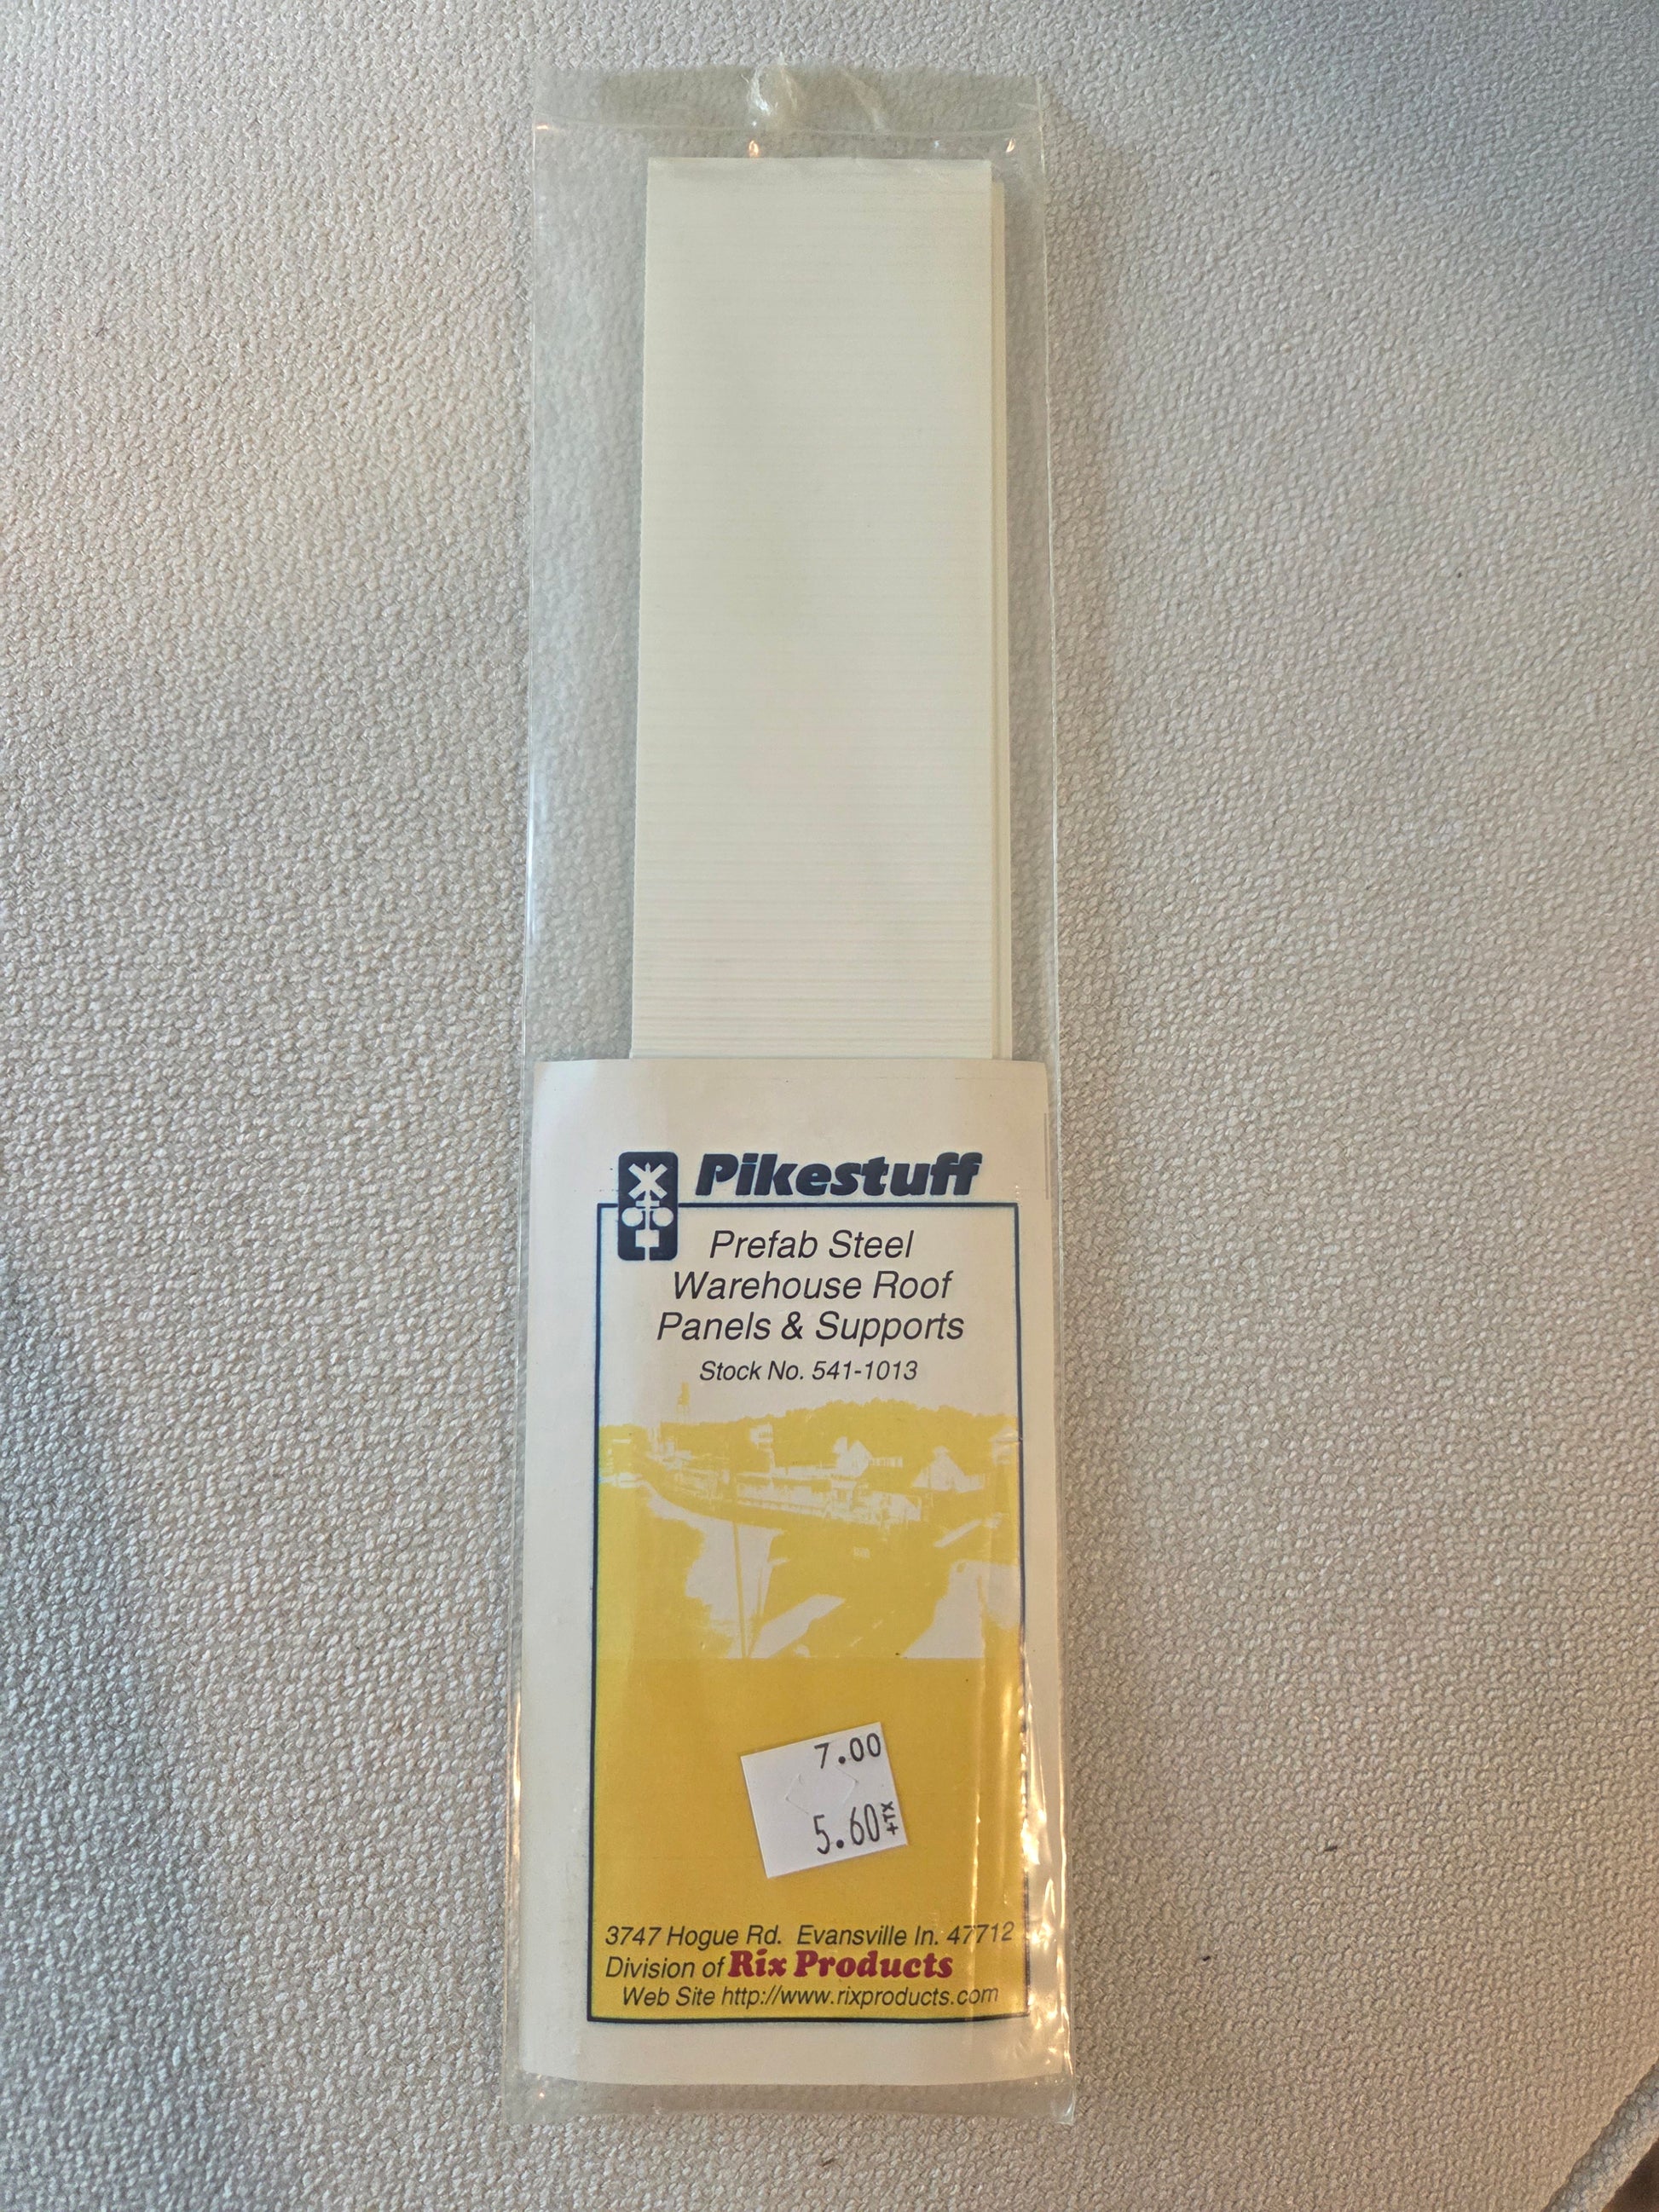 Pikestuff
Prefab Steel
Warehouse Roof
Panels & Supports
Stock No. 541-1013
7.00
5.60+TX
3747 Hogue Rd. Evansville In. 47712
Division of Rix Products
Web Site http://www.rixproducts.com